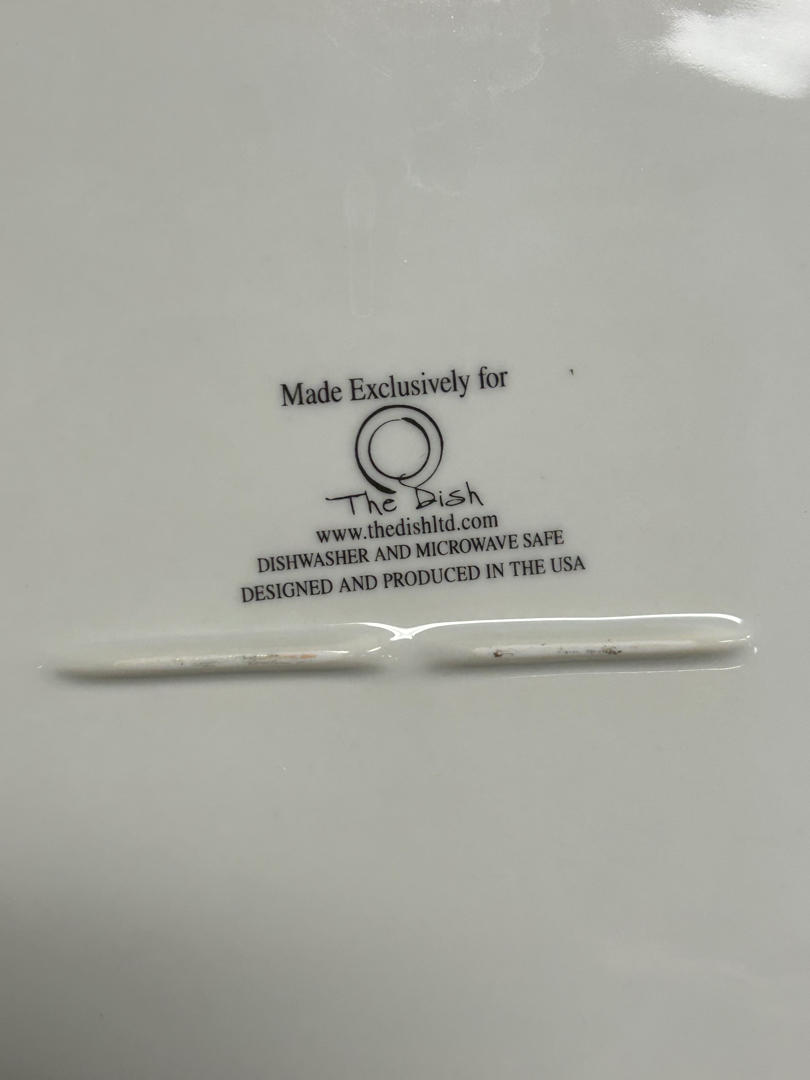 Made Exclusively for
The Dish
www.thedishltd.com
DISHWASHER AND MICROWAVE SAFE
DESIGNED AND PRODUCED IN THE USA